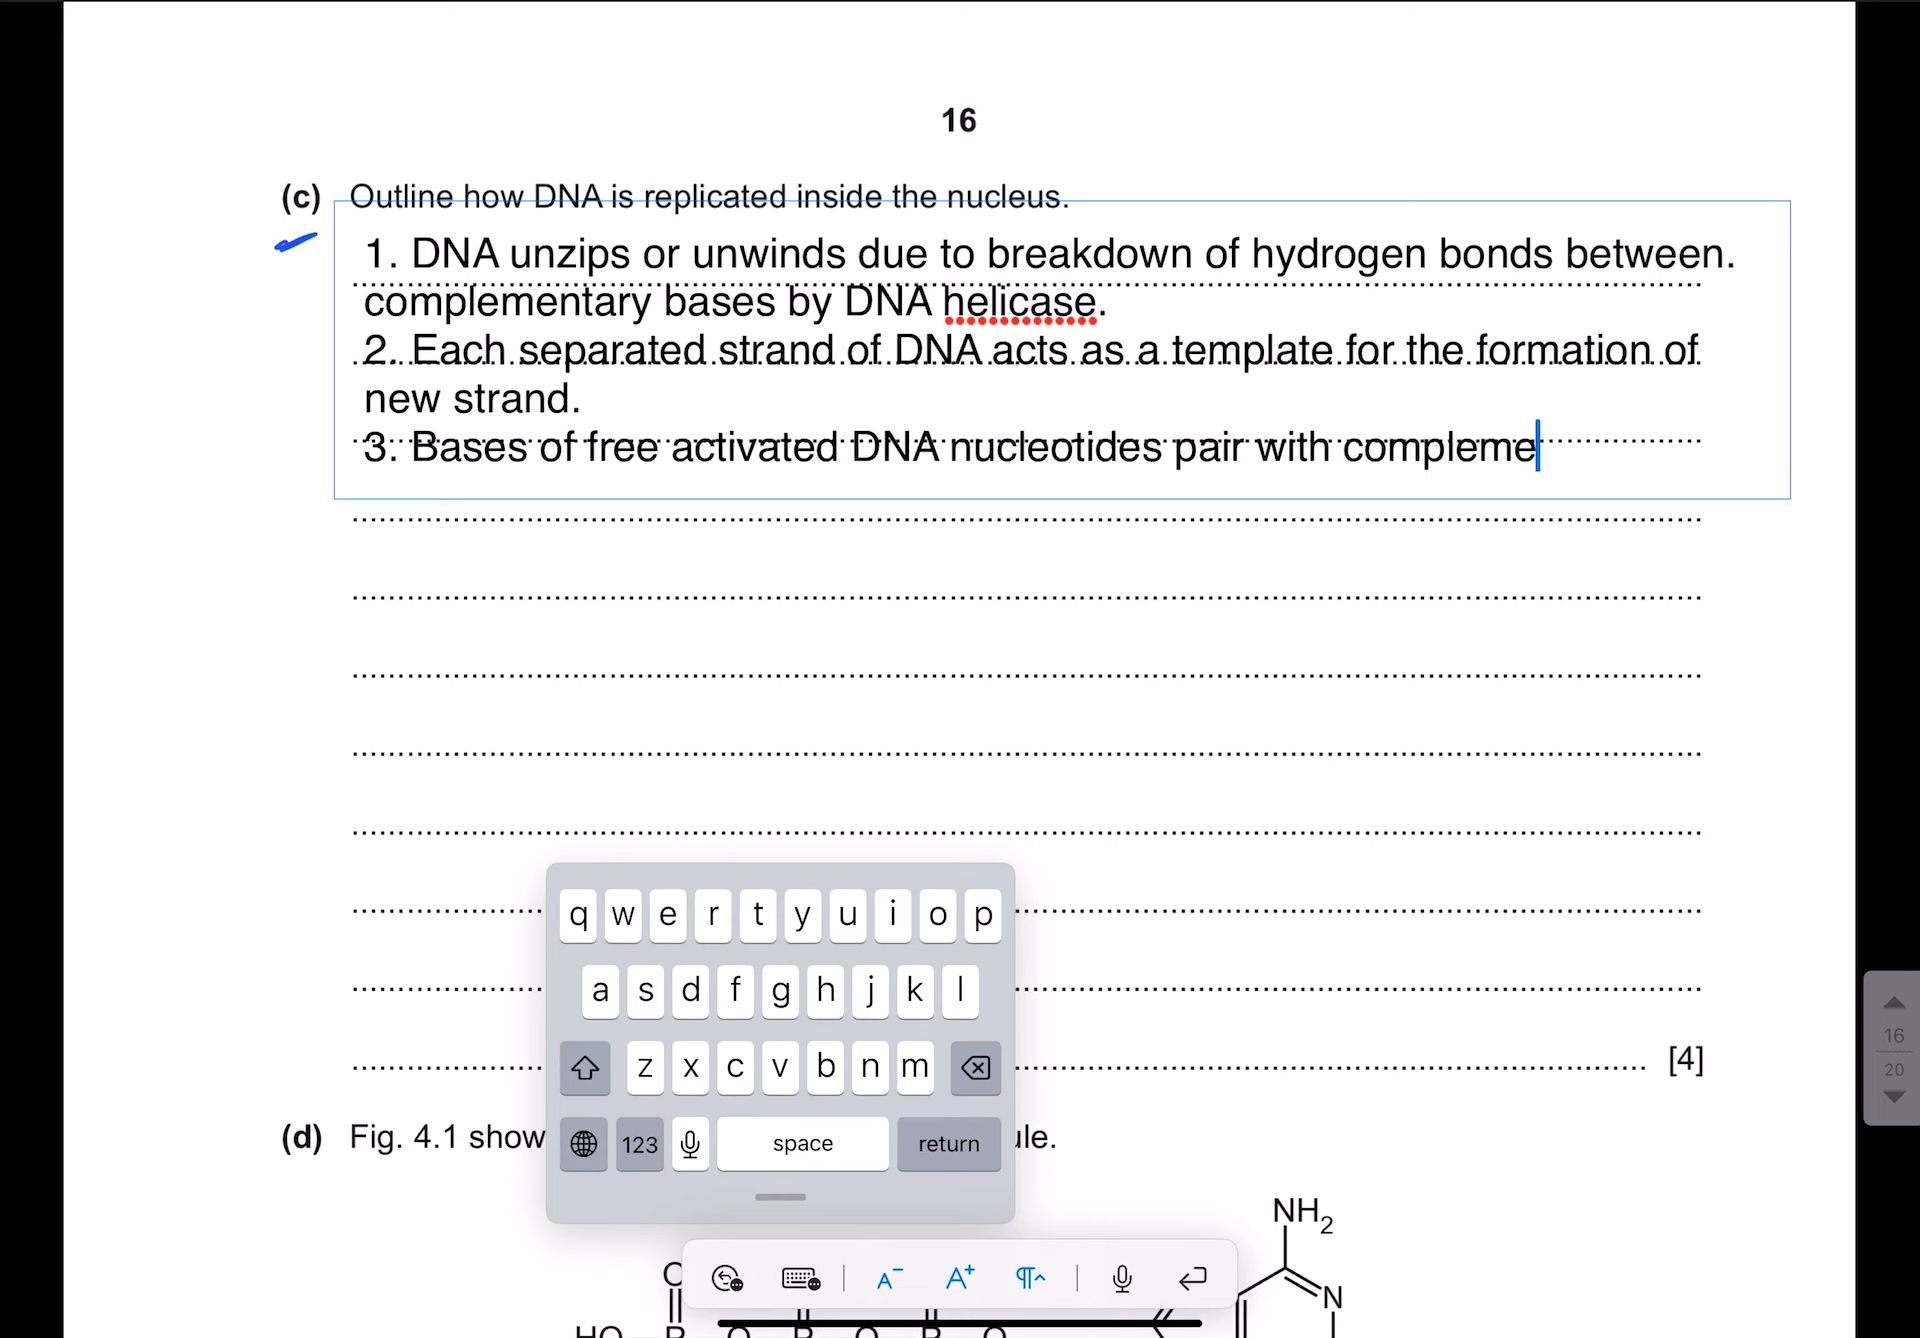 16
(c) Outline how DNA is replicated inside the nucleus.
1. DNA unzips or unwinds due to breakdown of hydrogen bonds between.
complementary bases by DNA helicase.
2. Each separated strand of DNA acts as a template for the formation of
new strand.
3. Bases of free activated DNA nucleotides pair with compleme
q w e r t y u i o p
a s d f g h j k l
z x c v b n m
[4]
(d) Fig. 4.1 show ule.
123 space return
16
20
NH2
O
A- A+
N
HO P O P O P O